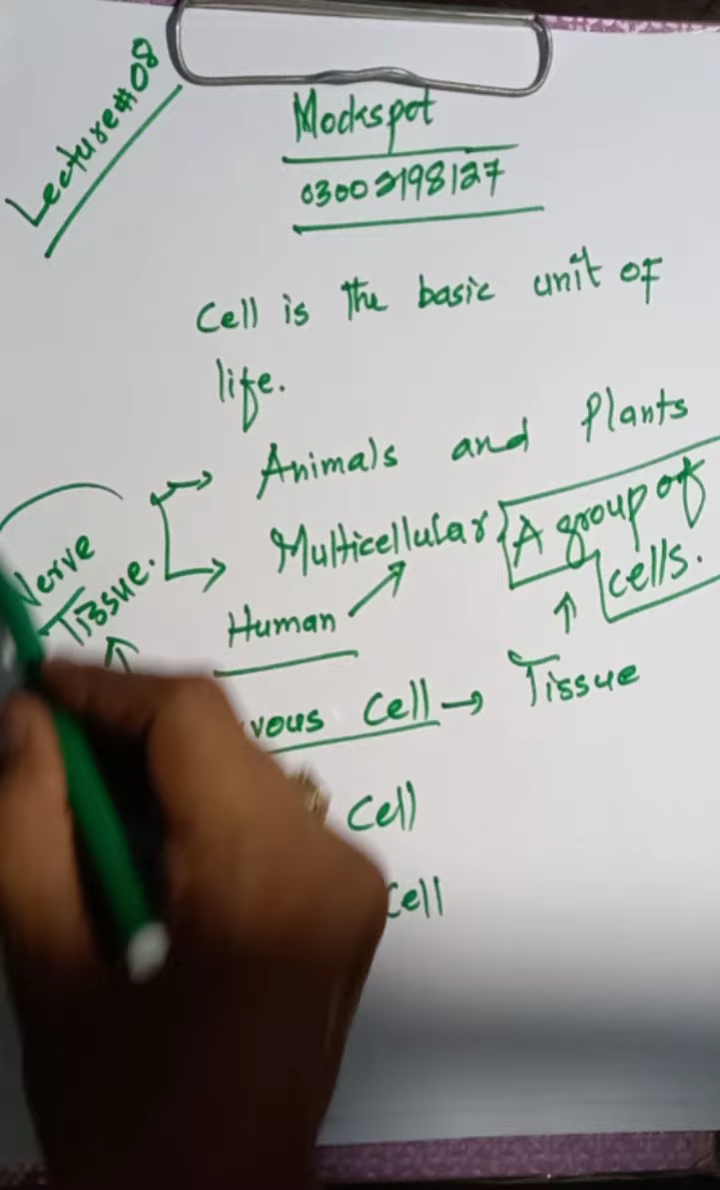 Lecture#08
Mockspot
03002198127
Cell is the basic unit of
life.
Animals and Plants
Multicellular
A group of
cells.
Nerve
Tissue.
Human
vous Cell → Tissue
Cell
Cell